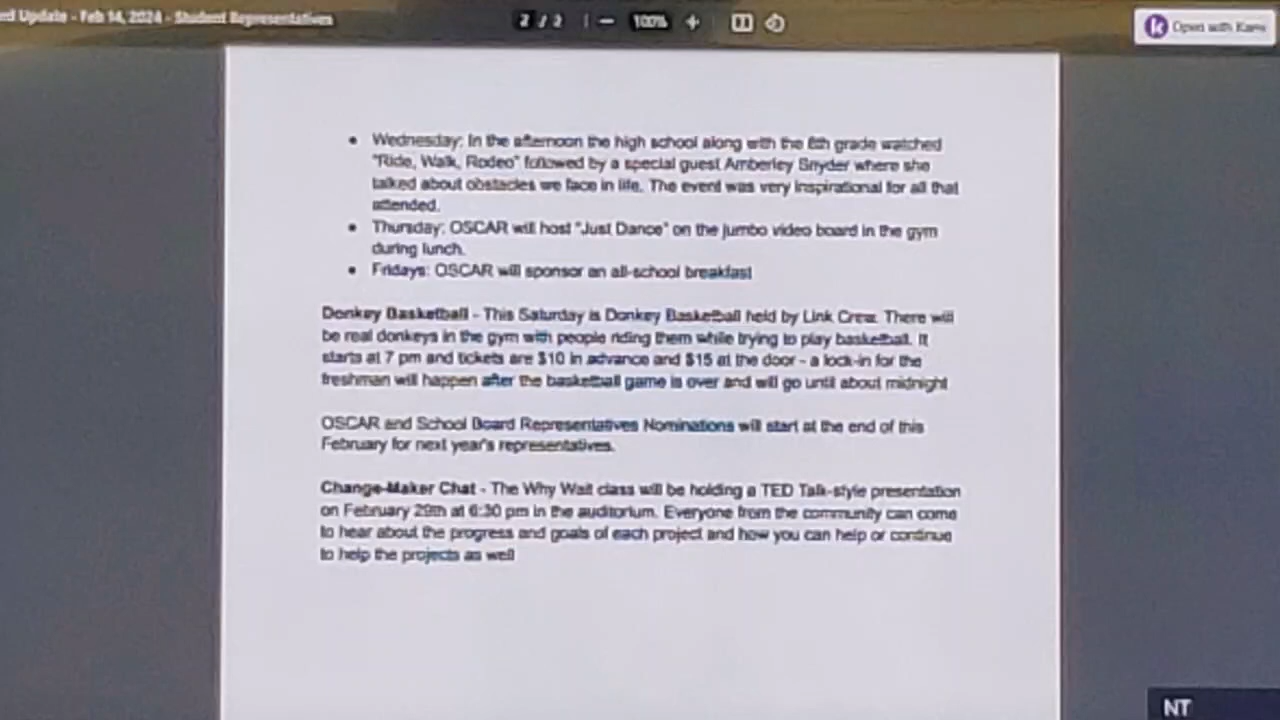 ed Update - Feb 14, 2024 - Student Representatives
2 / 2 | — 100% +
Open with Kami
• Wednesday: In the afternoon the high school along with the 6th grade watched
"Ride, Walk, Rodeo" followed by a special guest Amberley Snyder where she
talked about obstacles we face in life. The event was very inspirational for all that
attended.
• Thursday: OSCAR will host "Just Dance" on the jumbo video board in the gym
during lunch.
• Fridays: OSCAR will sponsor an all-school breakfast
Donkey Basketball - This Saturday is Donkey Basketball held by Link Crew. There will
be real donkeys in the gym with people riding them while trying to play basketball. It
starts at 7 pm and tickets are $10 in advance and $15 at the door - a lock-in for the
freshman will happen after the basketball game is over and will go until about midnight
OSCAR and School Board Representatives Nominations will start at the end of this
February for next year's representatives.
Change-Maker Chat - The Why Wait class will be holding a TED Talk-style presentation
on February 29th at 6:30 pm in the auditorium. Everyone from the community can come
to hear about the progress and goals of each project and how you can help or continue
to help the projects as well
NT